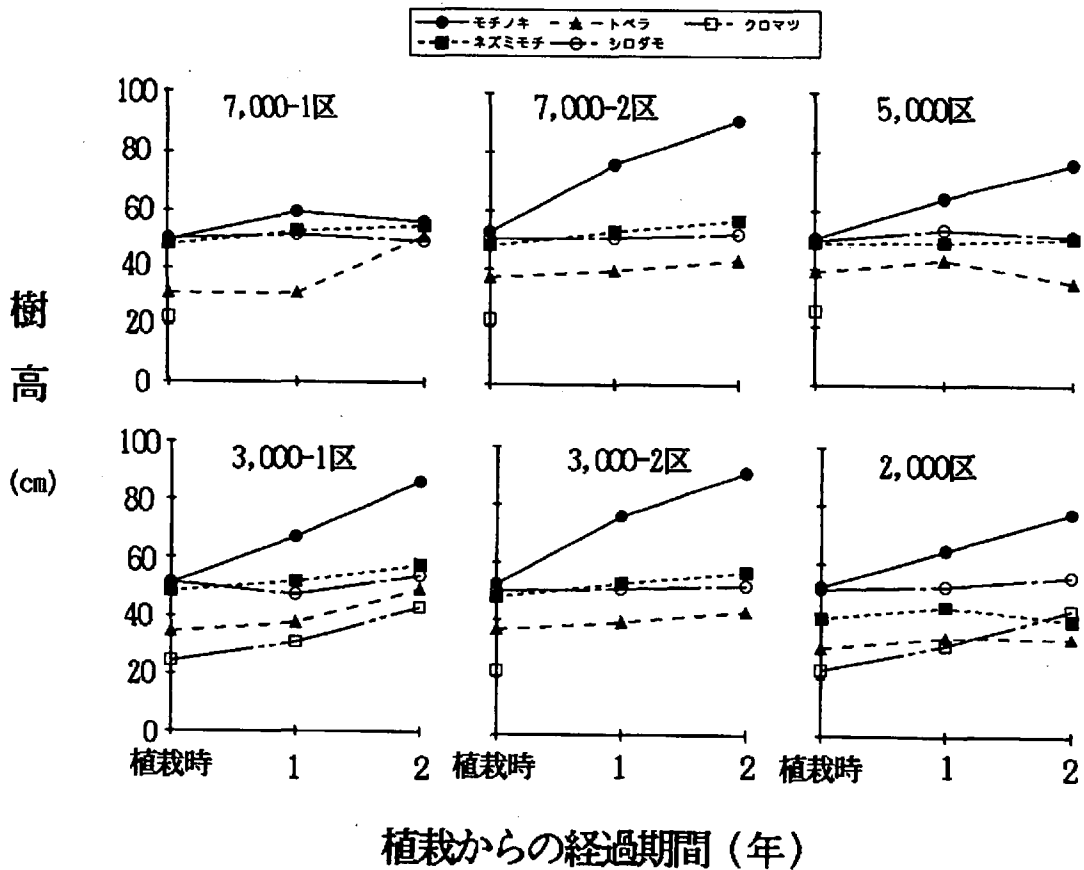 モチノキ トベラ クロマツ
ネズミモチ シロダモ
7,000-1区 7,000-2区 5,000区
100
80
60
40
20
0
3,000-1区 3,000-2区 2,000区
100
80
60
40
20
0
樹
高
(cm)
植栽時 1 2 植栽時 1 2 植栽時 1 2
植栽からの経過期間（年）